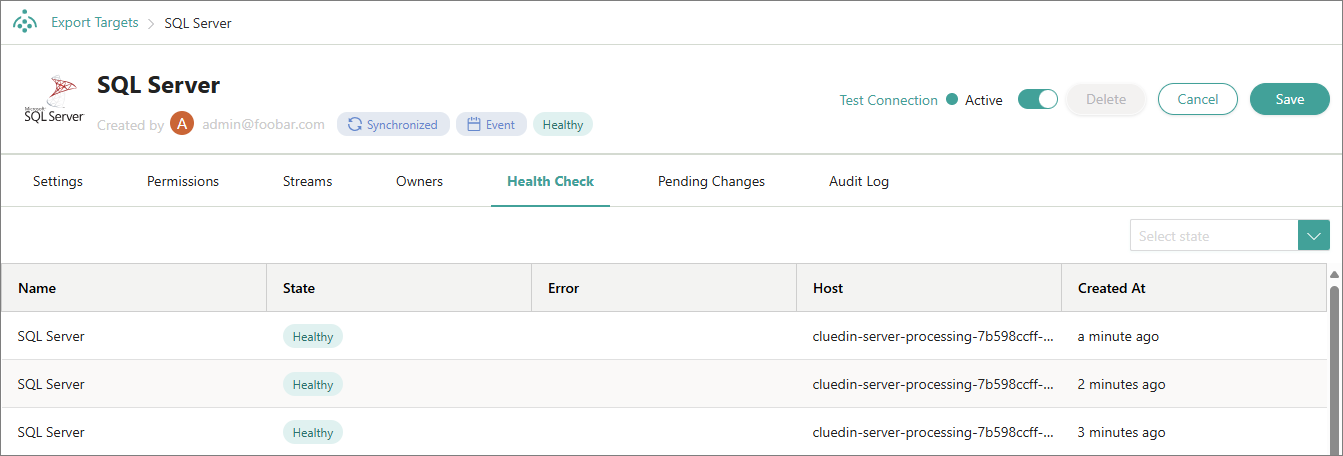 Export Targets > SQL Server
Microsoft
SQL Server
SQL Server
Created by A admin@foobar.com Synchronized Event Healthy
Test Connection Active Delete Cancel Save
Settings Permissions Streams Owners Health Check Pending Changes Audit Log
Select state
Name State Error Host Created At
SQL Server Healthy cluedin-server-processing-7b598ccff-... a minute ago
SQL Server Healthy cluedin-server-processing-7b598ccff-... 2 minutes ago
SQL Server Healthy cluedin-server-processing-7b598ccff-... 3 minutes ago